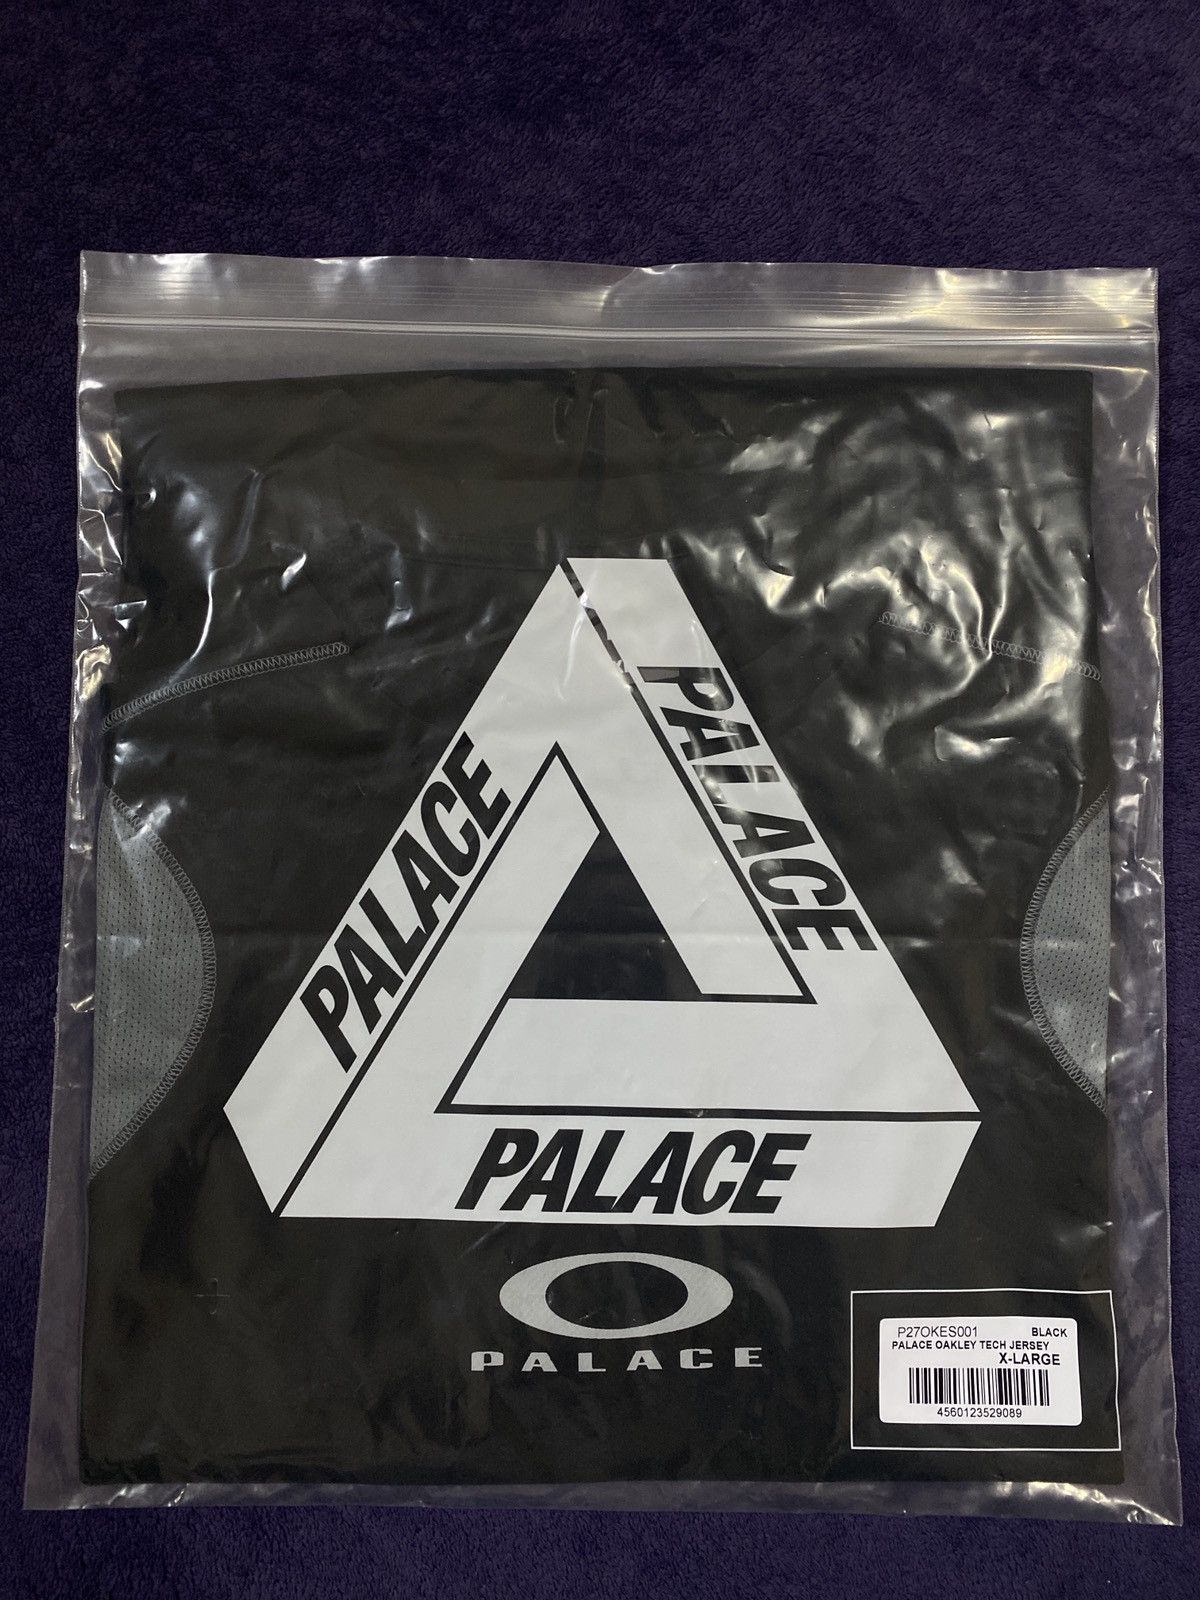 PALACE
PALACE
PALACE
PALACE
P27OKES001 BLACK
PALACE OAKLEY TECH JERSEY
X-LARGE
4560123529089